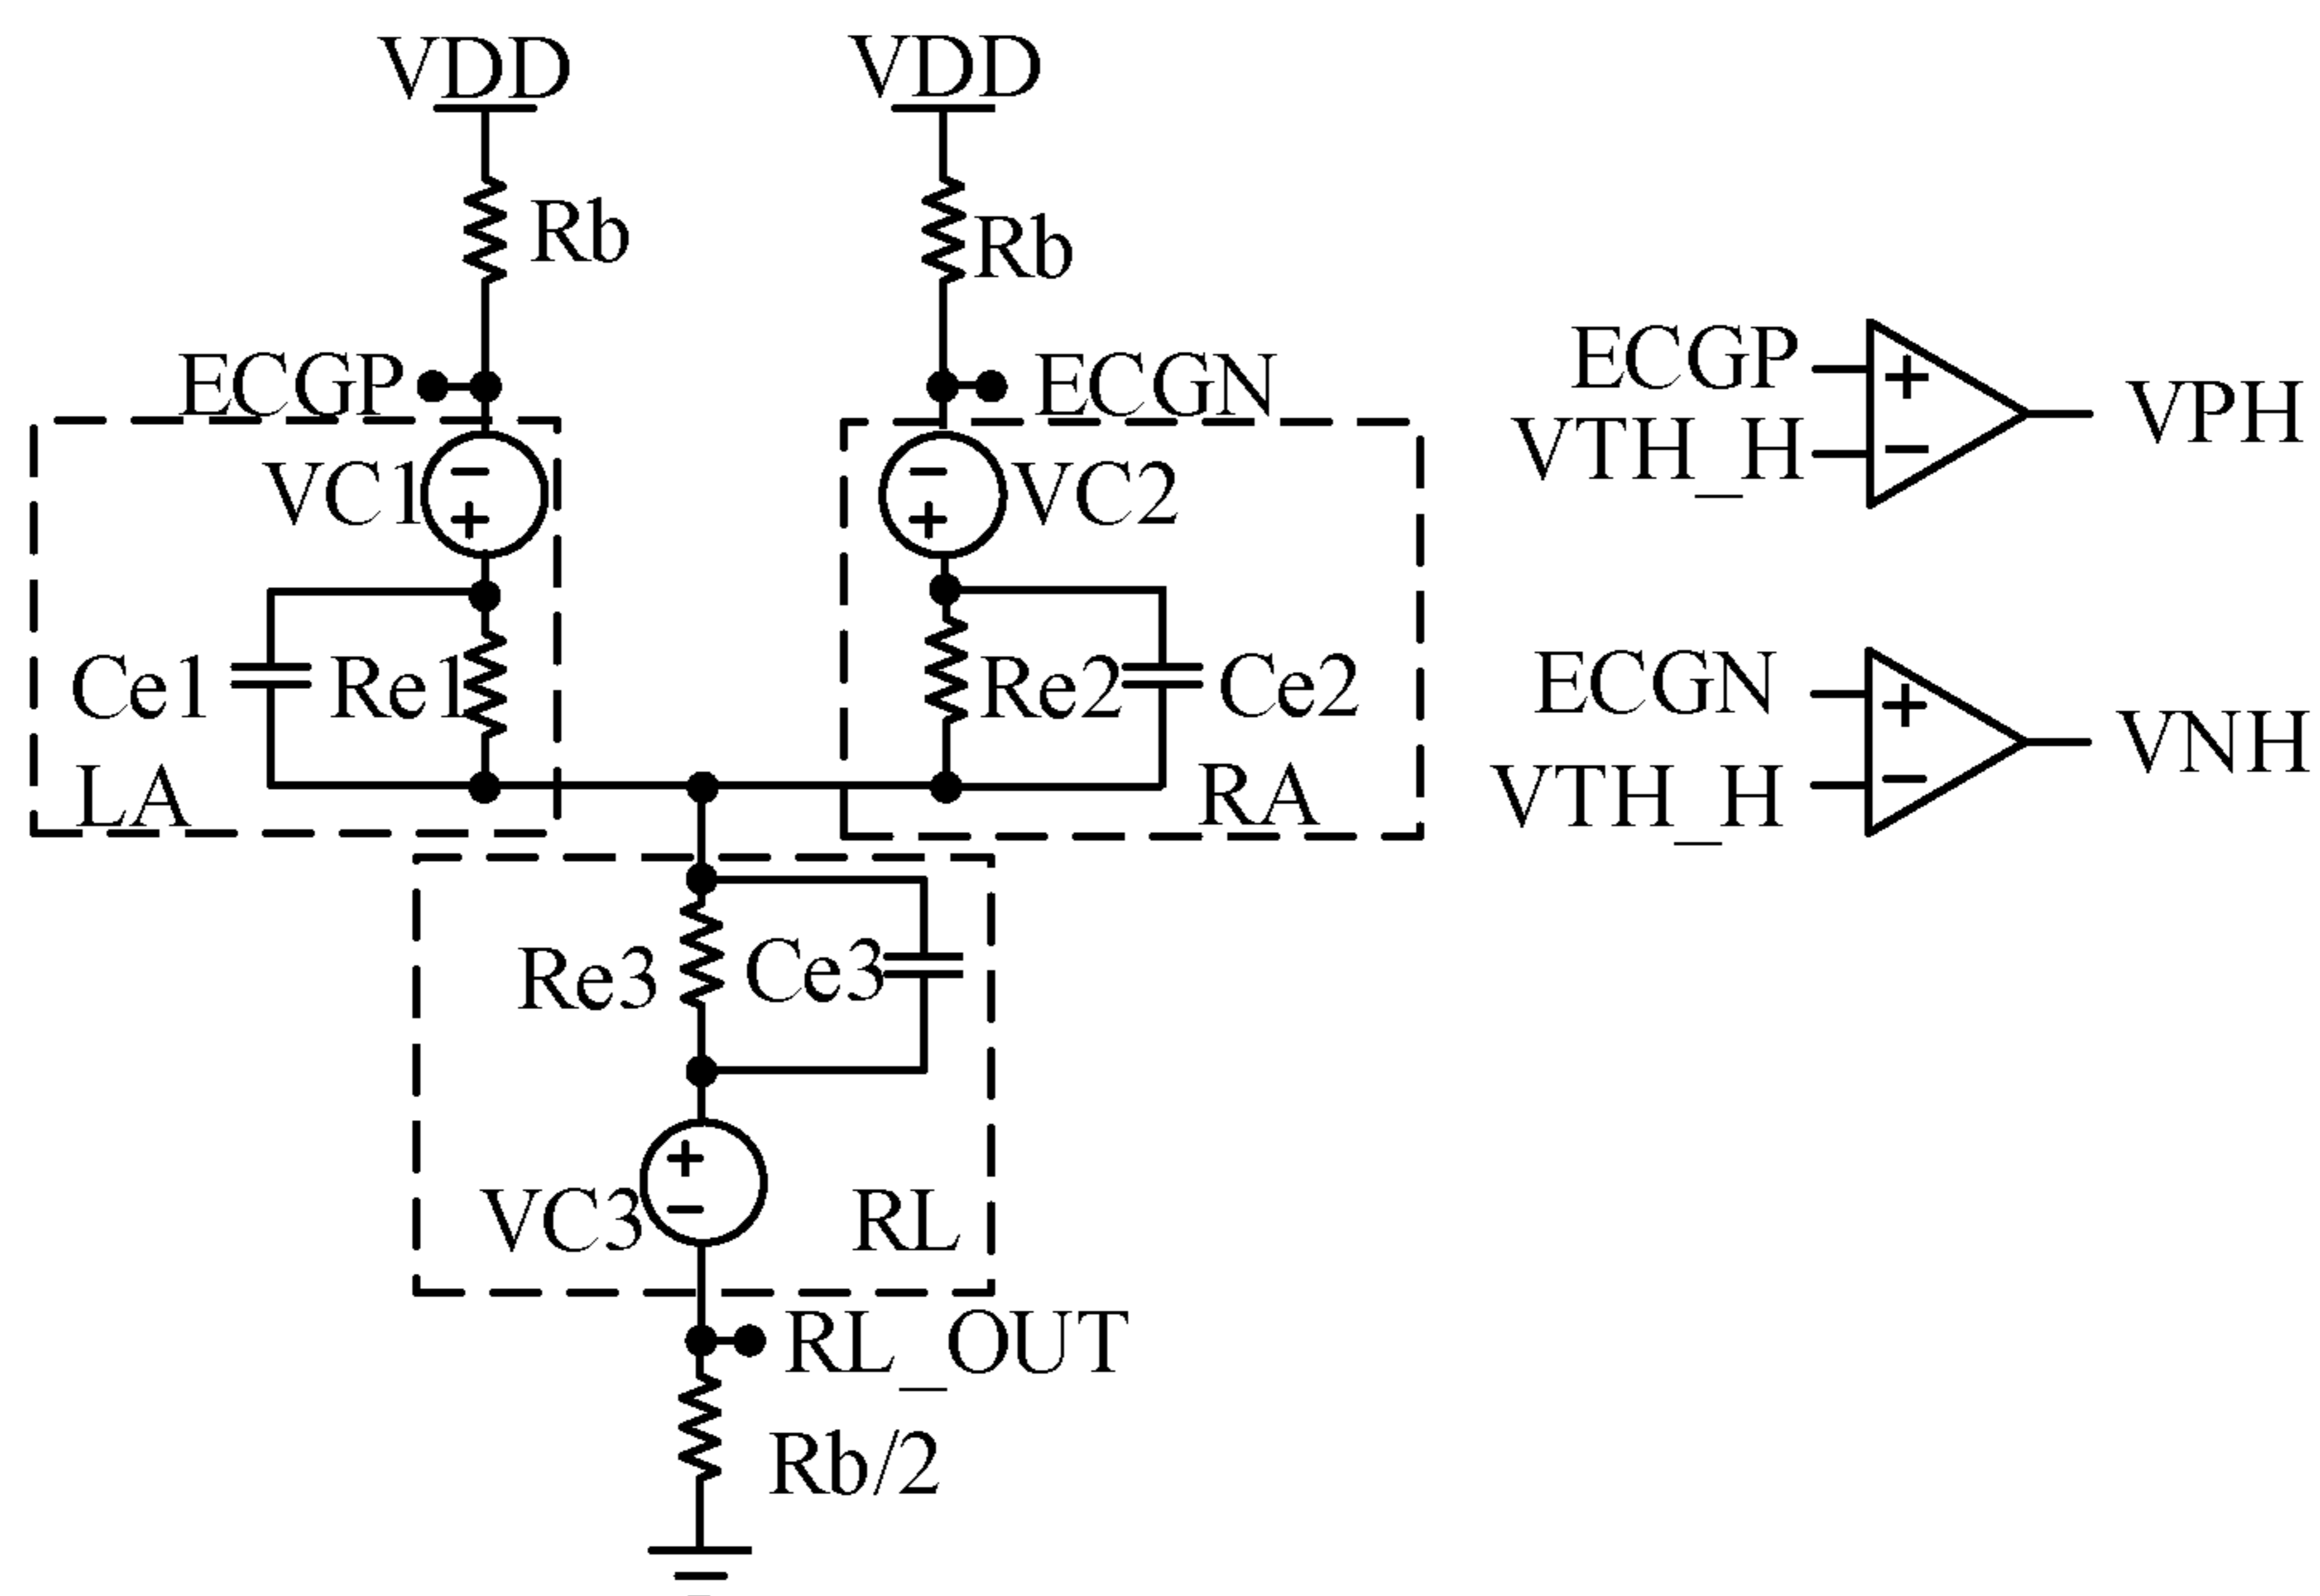 VDD
VDD
Rb
Rb
ECGP
ECGN
ECGP
VTH_H
VPH
VC1
VC2
Ce1
Re1
Re2
Ce2
ECGN
VTH_H
VNH
LA
RA
Re3
Ce3
VC3
RL
RL_OUT
Rb/2